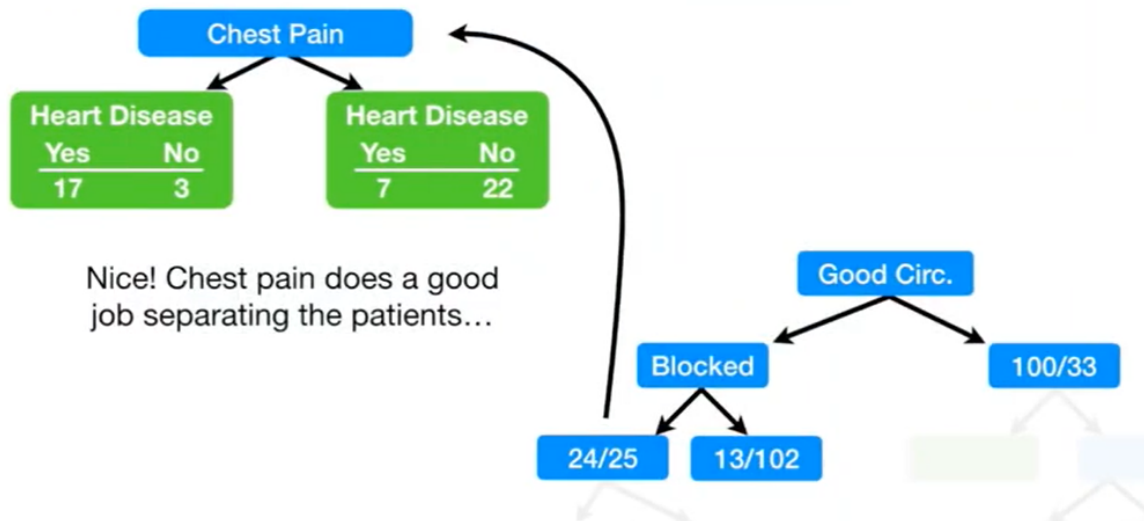 Chest Pain
Heart Disease
Yes No
17 3
Heart Disease
Yes No
7 22
Nice! Chest pain does a good
job separating the patients…
Good Circ.
Blocked
100/33
24/25
13/102